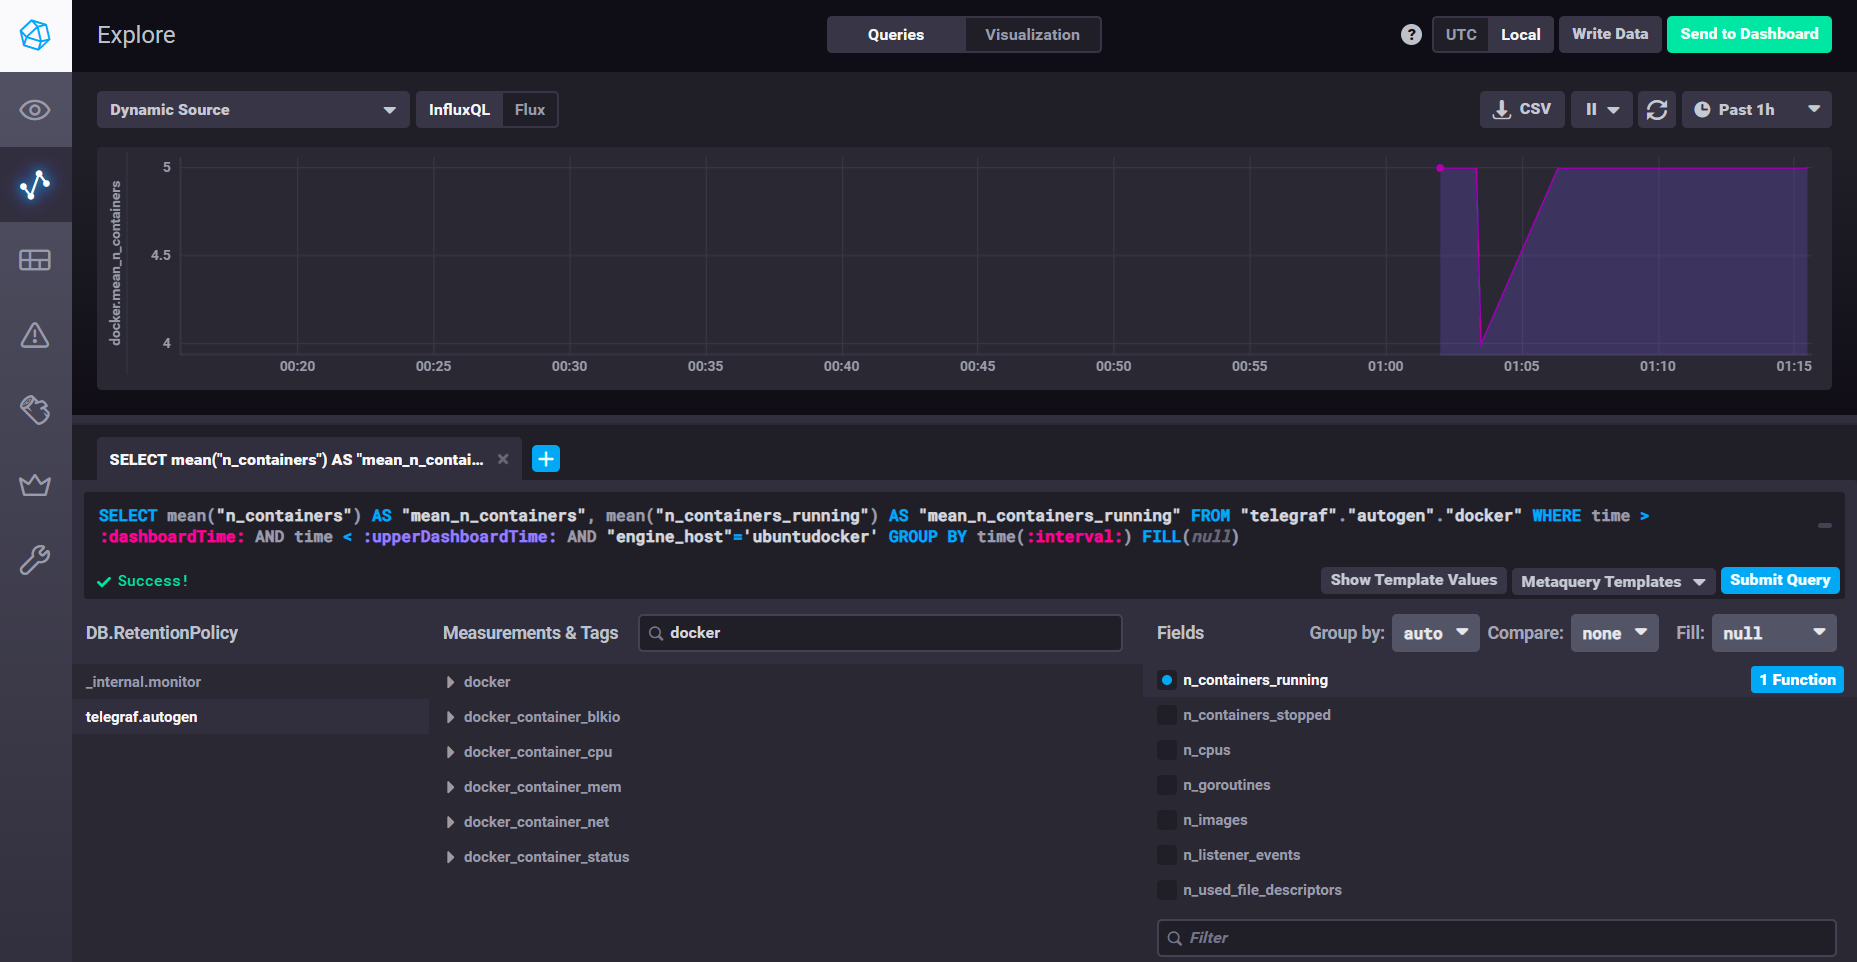 Explore
Queries
Visualization
?
UTC
Local
Write Data
Send to Dashboard
Dynamic Source
InfluxQL
Flux
CSV
Past 1h
docker.mean_n_containers
5
4.5
4
00:20
00:25
00:30
00:35
00:40
00:45
00:50
00:55
01:00
01:05
01:10
01:15
SELECT mean("n_containers") AS "mean_n_contai...
SELECT mean("n_containers") AS "mean_n_containers", mean("n_containers_running") AS "mean_n_containers_running" FROM "telegraf"."autogen"."docker" WHERE time >
:dashboardTime: AND time < :upperDashboardTime: AND "engine_host"='ubuntudocker' GROUP BY time(:interval:) FILL(null)
Success!
Show Template Values
Metaquery Templates
Submit Query
DB.RetentionPolicy
Measurements & Tags
docker
Fields
Group by:
auto
Compare:
none
Fill:
null
_internal.monitor
telegraf.autogen
docker
docker_container_blkio
docker_container_cpu
docker_container_mem
docker_container_net
docker_container_status
n_containers_running
1 Function
n_containers_stopped
n_cpus
n_goroutines
n_images
n_listener_events
n_used_file_descriptors
Filter